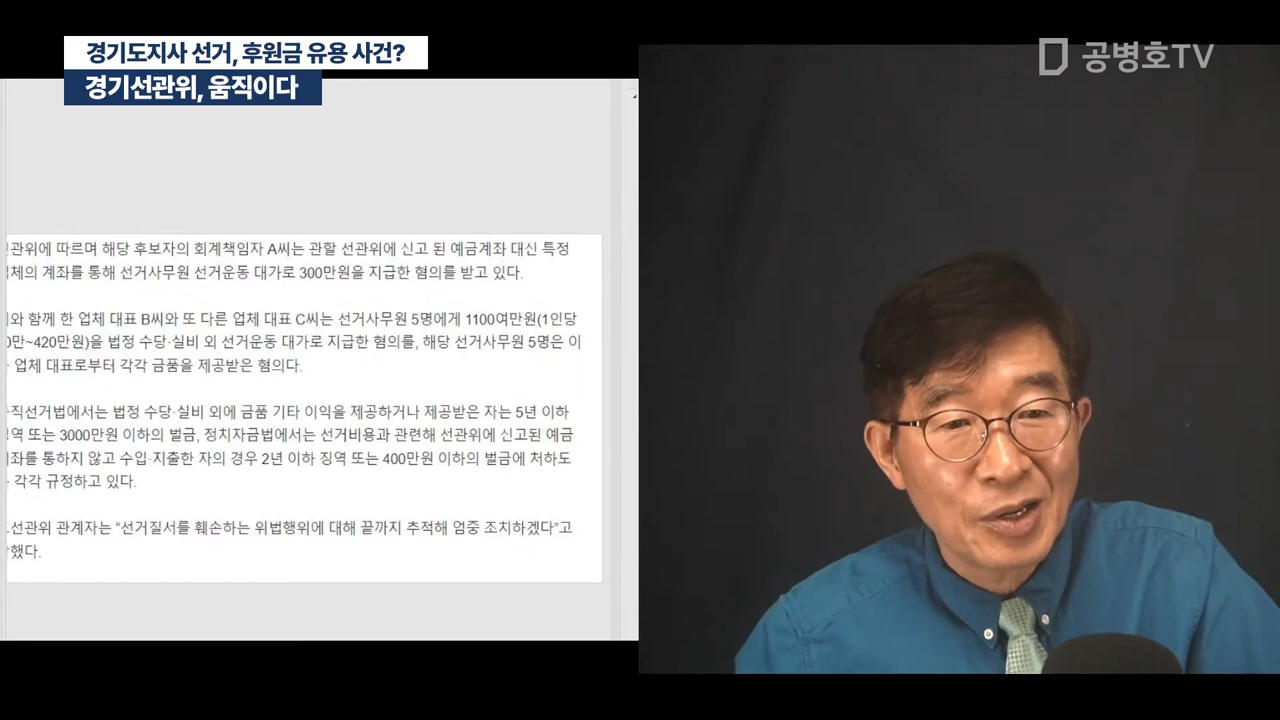 경기도지사 선거, 후원금 유용 사건?
경기선관위, 움직이다
공병호TV
관위에 따르며 해당 후보자의 회계책임자 A씨는 관할 선관위에 신고 된 예금계좌 대신 특정
체의 계좌를 통해 선거사무원 선거운동 대가로 300만원을 지급한 혐의를 받고 있다.
와 함께 한 업체 대표 B씨와 또 다른 업체 대표 C씨는 선거사무원 5명에게 1100여만원(1인당
0만~420만원)을 법정 수당·실비 외 선거운동 대가로 지급한 혐의를, 해당 선거사무원 5명은 이
업체 대표로부터 각각 금품을 제공받은 혐의다.
직선거법에서는 법정 수당·실비 외에 금품 기타 이익을 제공하거나 제공받은 자는 5년 이하
역 또는 3000만원 이하의 벌금, 정치자금법에서는 선거비용과 관련해 선관위에 신고된 예금
좌를 통하지 않고 수입·지출한 자의 경우 2년 이하 징역 또는 400만원 이하의 벌금에 처하도
각각 규정하고 있다.
선관위 관계자는 “선거질서를 훼손하는 위법행위에 대해 끝까지 추적해 엄중 조치하겠다”고
했다.